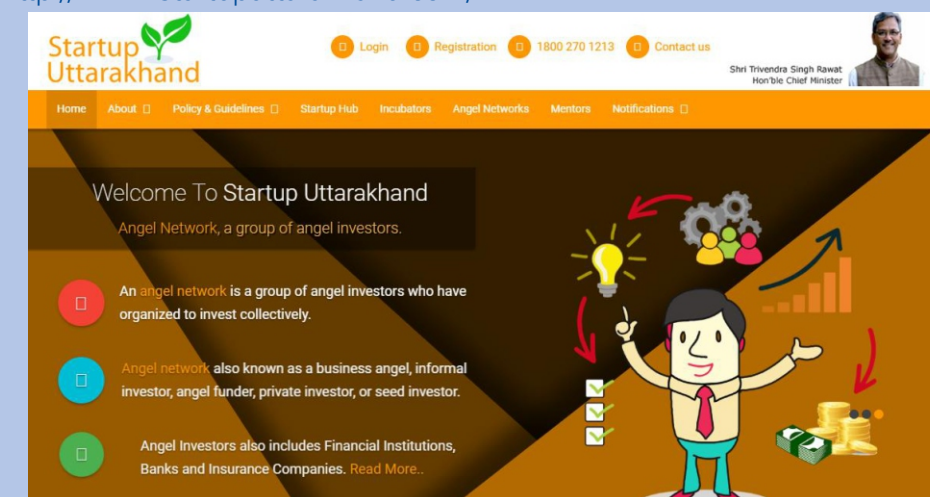 Startup
Uttarakhand
Login
Registration
1800 270 1213
Contact us
Shri Trivendra Singh Rawat
Hon'ble Chief Minister
Home
About
Policy & Guidelines
Startup Hub
Incubators
Angel Networks
Mentors
Notifications
Welcome To Startup Uttarakhand
Angel Network, a group of angel investors.
An angel network is a group of angel investors who have
organized to invest collectively.
Angel network also known as a business angel, informal
investor, angel funder, private investor, or seed investor.
Angel Investors also includes Financial Institutions,
Banks and Insurance Companies. Read More..